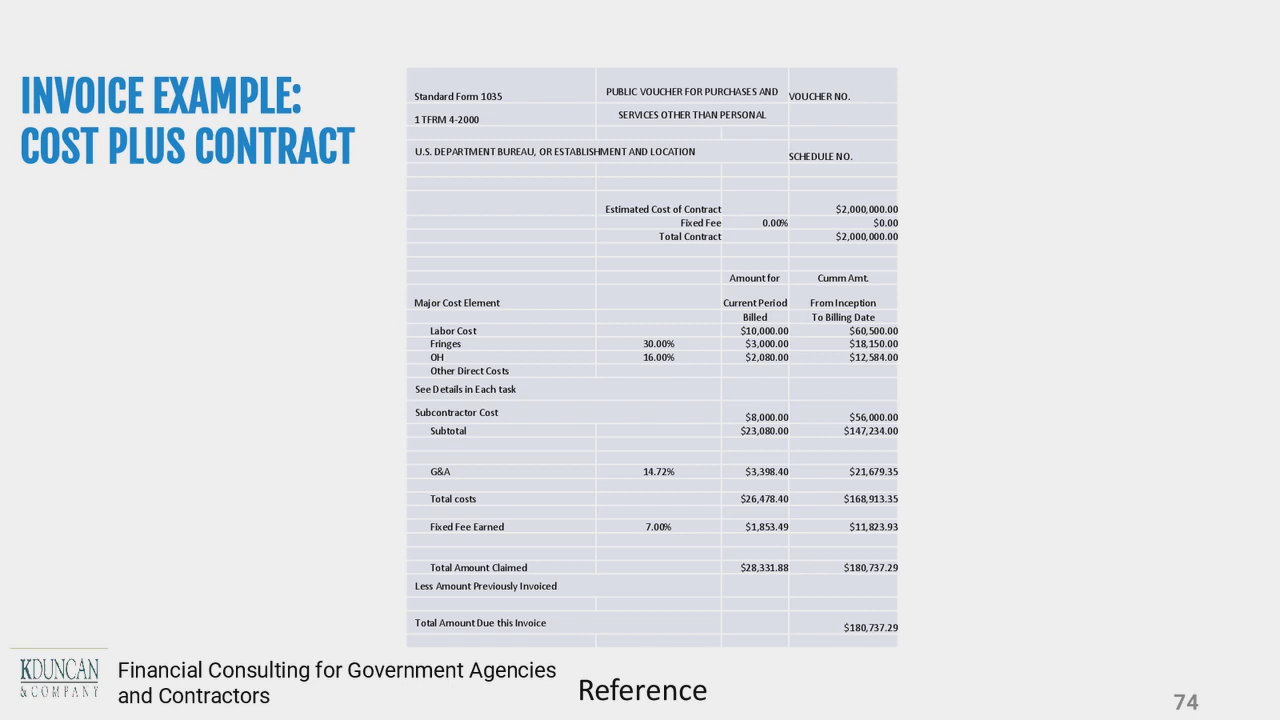 INVOICE EXAMPLE:
COST PLUS CONTRACT
Standard Form 1035 PUBLIC VOUCHER FOR PURCHASES AND VOUCHER NO.
1 TFRM 4-2000 SERVICES OTHER THAN PERSONAL
U.S. DEPARTMENT BUREAU, OR ESTABLISHMENT AND LOCATION SCHEDULE NO.
Estimated Cost of Contract $2,000,000.00
Fixed Fee 0.00% $0.00
Total Contract $2,000,000.00
Amount for Cumm Amt.
Major Cost Element Current Period From Inception
Billed To Billing Date
Labor Cost $10,000.00 $60,500.00
Fringes 30.00% $3,000.00 $18,150.00
OH 16.00% $2,080.00 $12,584.00
Other Direct Costs
See Details in Each task
Subcontractor Cost $8,000.00 $56,000.00
Subtotal $23,080.00 $147,234.00
G&A 14.72% $3,398.40 $21,679.35
Total costs $26,478.40 $168,913.35
Fixed Fee Earned 7.00% $1,853.49 $11,823.93
Total Amount Claimed $28,331.88 $180,737.29
Less Amount Previously Invoiced
Total Amount Due this Invoice $180,737.29
KDUNCAN
& COMPANY
Financial Consulting for Government Agencies
and Contractors
Reference
74